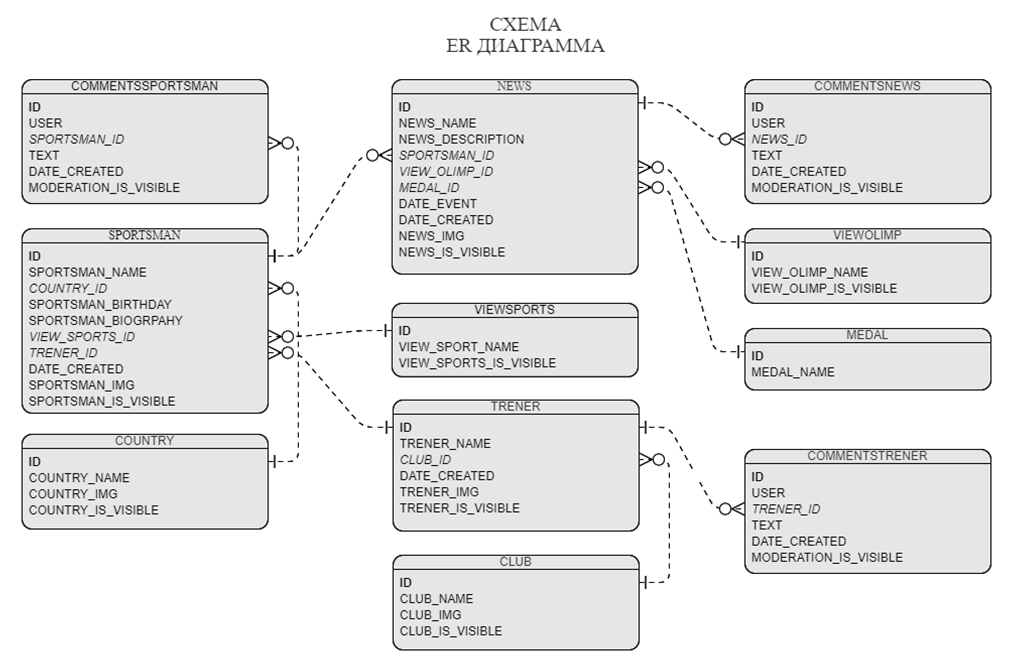 СХЕМА
ER ДИАГРАММА
COMMENTSSPORTSMAN
ID
USER
SPORTSMAN_ID
TEXT
DATE_CREATED
MODERATION_IS_VISIBLE
SPORTSMAN
ID
SPORTSMAN_NAME
COUNTRY_ID
SPORTSMAN_BIRTHDAY
SPORTSMAN_BIOGRPAHY
VIEW_SPORTS_ID
TRENER_ID
DATE_CREATED
SPORTSMAN_IMG
SPORTSMAN_IS_VISIBLE
COUNTRY
ID
COUNTRY_NAME
COUNTRY_IMG
COUNTRY_IS_VISIBLE
NEWS
ID
NEWS_NAME
NEWS_DESCRIPTION
SPORTSMAN_ID
VIEW_OLIMP_ID
MEDAL_ID
DATE_EVENT
DATE_CREATED
NEWS_IMG
NEWS_IS_VISIBLE
VIEWSPORTS
ID
VIEW_SPORT_NAME
VIEW_SPORTS_IS_VISIBLE
TRENER
ID
TRENER_NAME
CLUB_ID
DATE_CREATED
TRENER_IMG
TRENER_IS_VISIBLE
CLUB
ID
CLUB_NAME
CLUB_IMG
CLUB_IS_VISIBLE
COMMENTSNEWS
ID
USER
NEWS_ID
TEXT
DATE_CREATED
MODERATION_IS_VISIBLE
VIEWOLIMP
ID
VIEW_OLIMP_NAME
VIEW_OLIMP_IS_VISIBLE
MEDAL
ID
MEDAL_NAME
COMMENTSTRENER
ID
USER
TRENER_ID
TEXT
DATE_CREATED
MODERATION_IS_VISIBLE